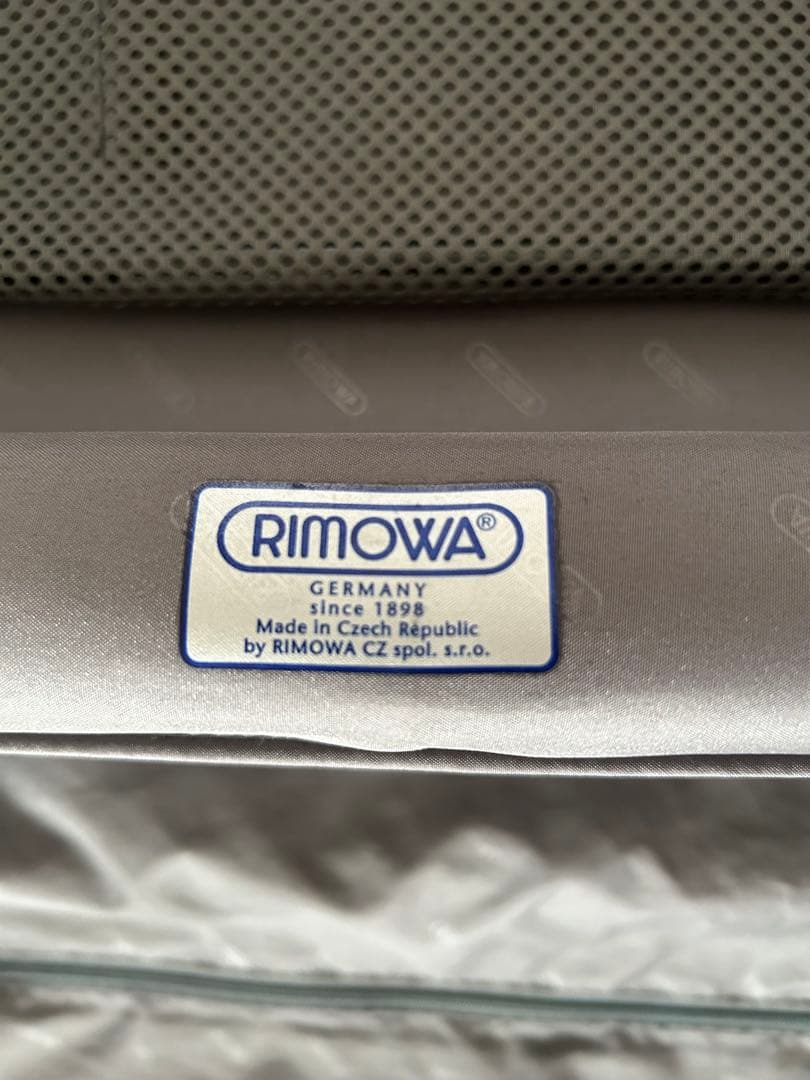 RIMOWA®
GERMANY
since 1898
Made in Czech Republic
by RIMOWA CZ spol. s.r.o.